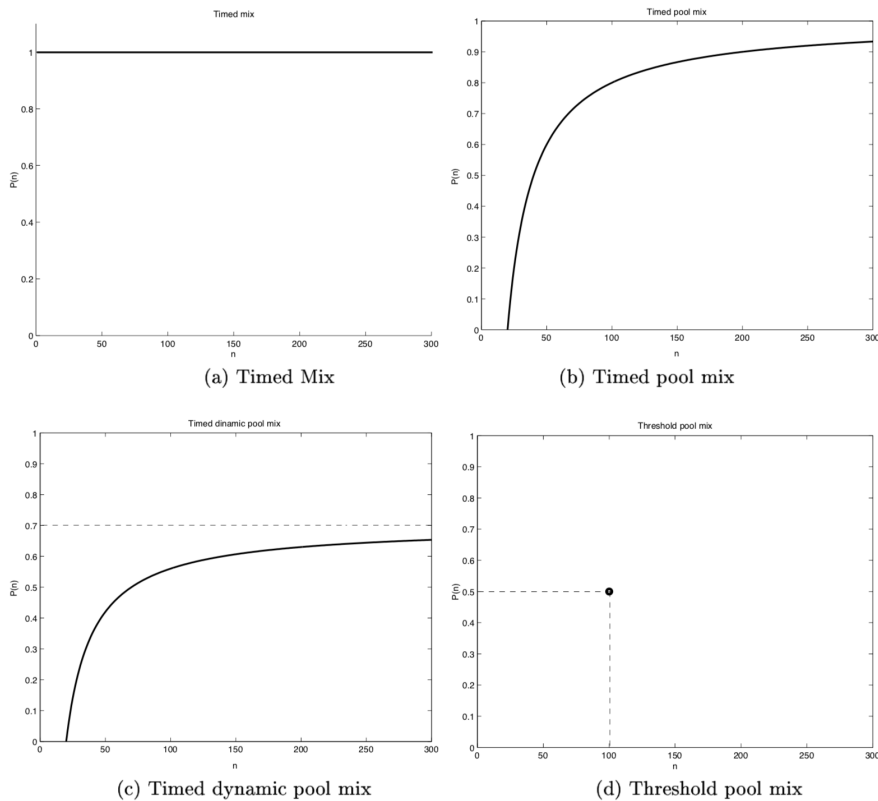 Timed mix
1
0.8
0.6
0.4
0.2
0
P(n)
0 50 100 150 200 250 300
n
(a) Timed Mix
Timed pool mix
1
0.9
0.8
0.7
0.6
0.5
0.4
0.3
0.2
0.1
0
P(n)
0 50 100 150 200 250 300
n
(b) Timed pool mix
Timed dinamic pool mix
1
0.9
0.8
0.7
0.6
0.5
0.4
0.3
0.2
0.1
0
P(n)
0 50 100 150 200 250 300
n
(c) Timed dynamic pool mix
Threshold pool mix
1
0.9
0.8
0.7
0.6
0.5
0.4
0.3
0.2
0.1
0
P(n)
0 50 100 150 200 250 300
n
(d) Threshold pool mix